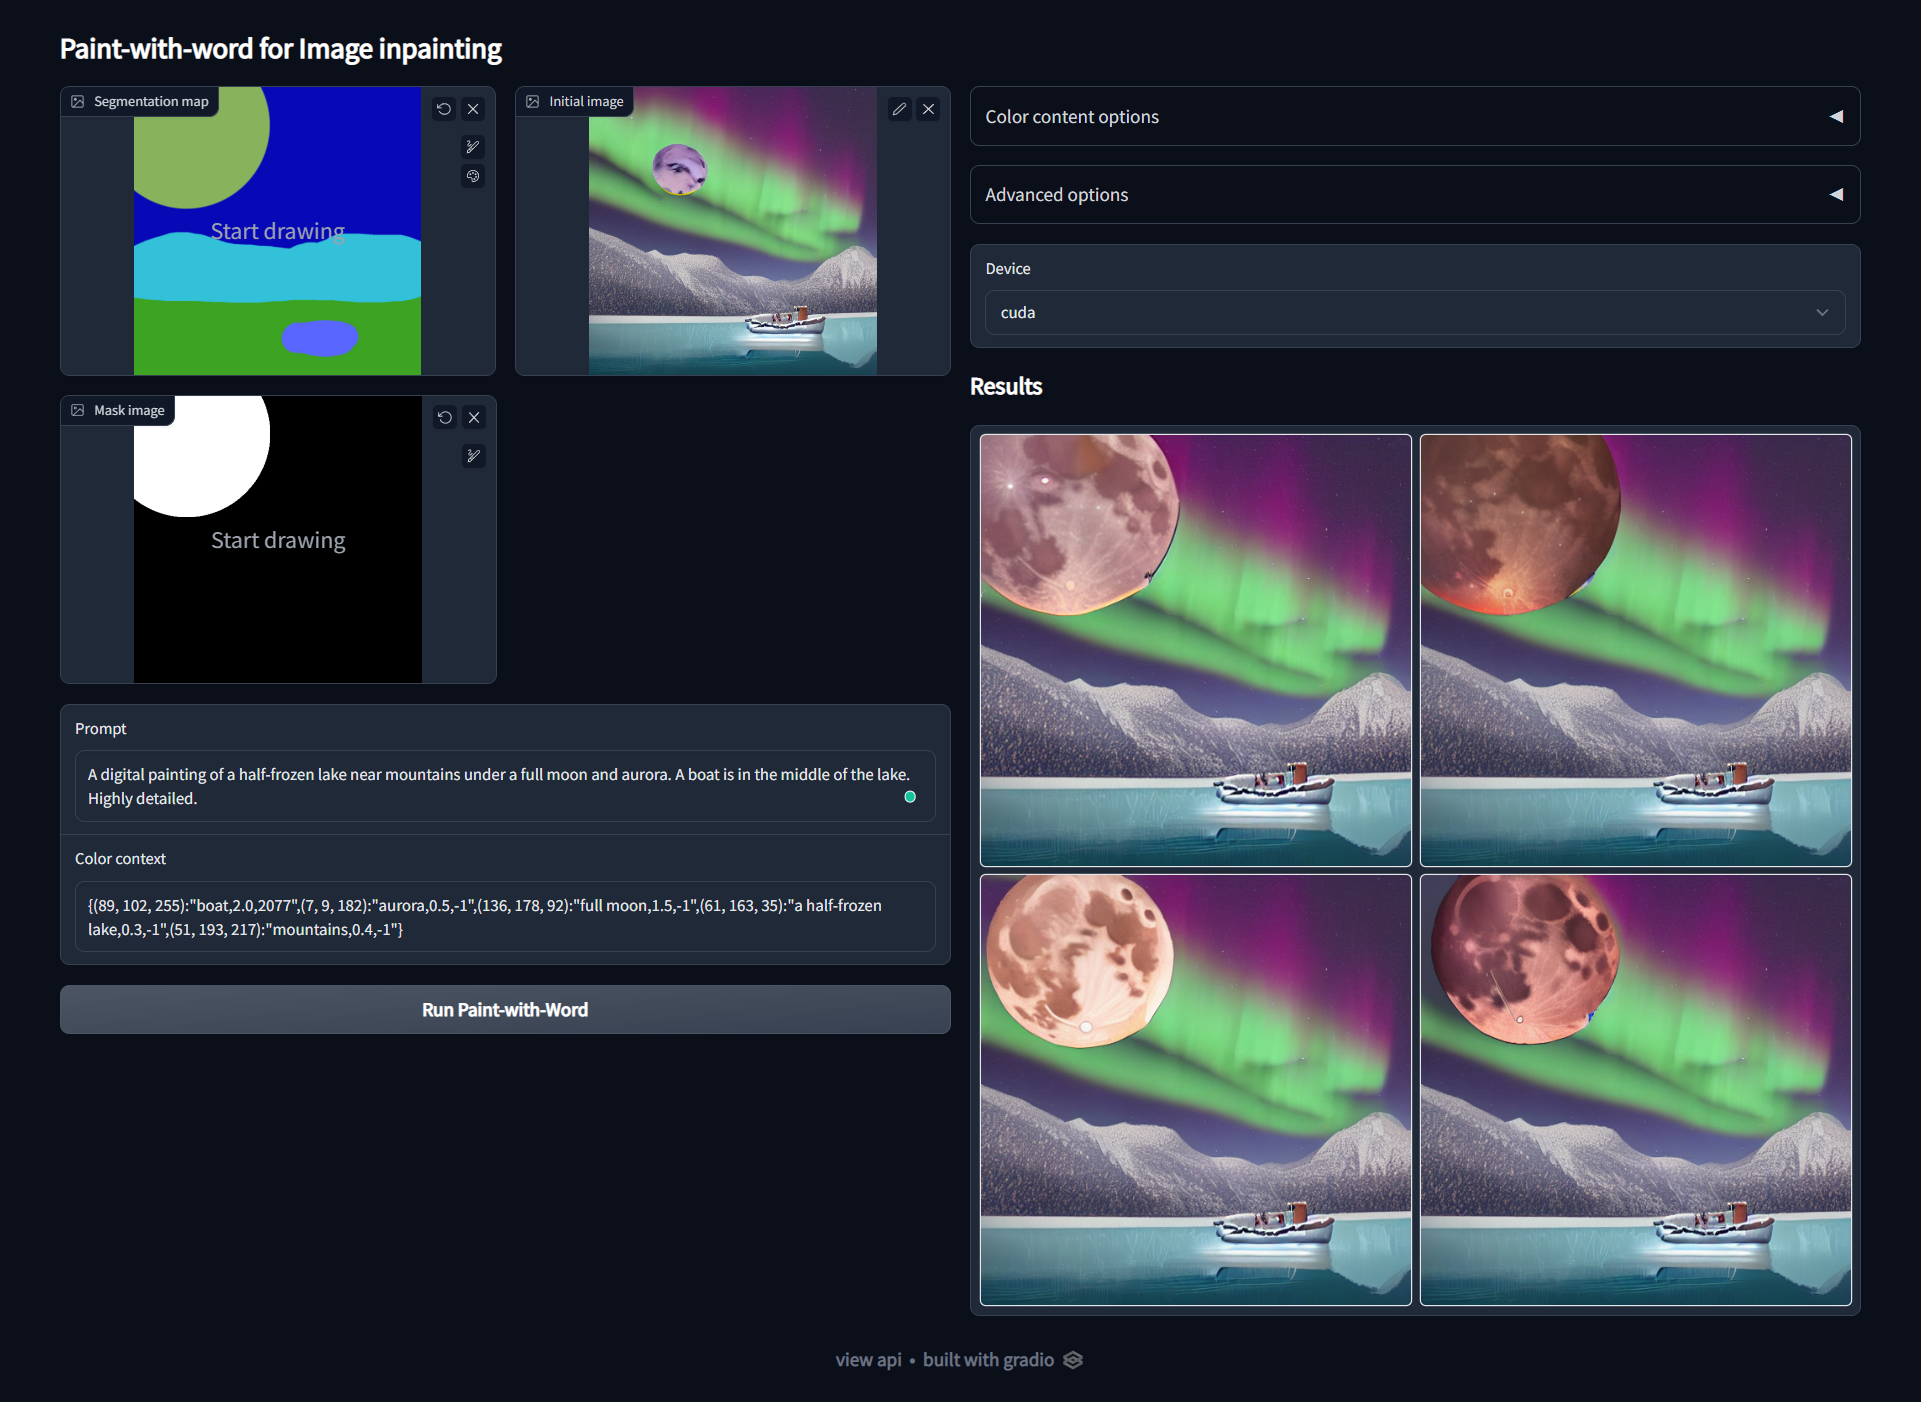 Paint-with-word for Image inpainting
Segmentation map
Start drawing
Initial image
Mask image
Start drawing
Prompt
A digital painting of a half-frozen lake near mountains under a full moon and aurora. A boat is in the middle of the lake.
Highly detailed.
Color context
{(89, 102, 255):"boat,2.0,2077",(7, 9, 182):"aurora,0.5,-1",(136, 178, 92):"full moon,1.5,-1",(61, 163, 35):"a half-frozen
lake,0.3,-1",(51, 193, 217):"mountains,0.4,-1"}
Run Paint-with-Word
Color content options
Advanced options
Device
cuda
Results
view api • built with gradio